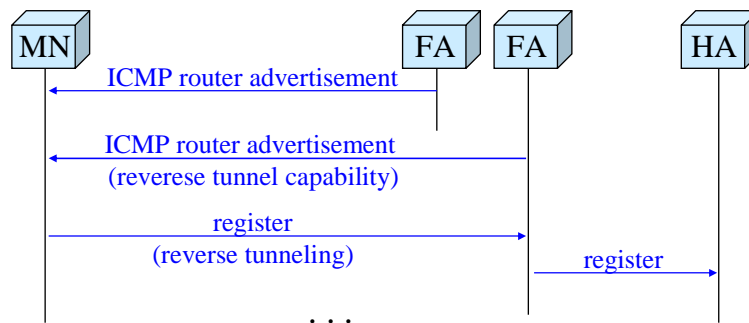 MN FA FA HA
ICMP router advertisement
ICMP router advertisement
(reverese tunnel capability)
register
(reverse tunneling)
register
. . .